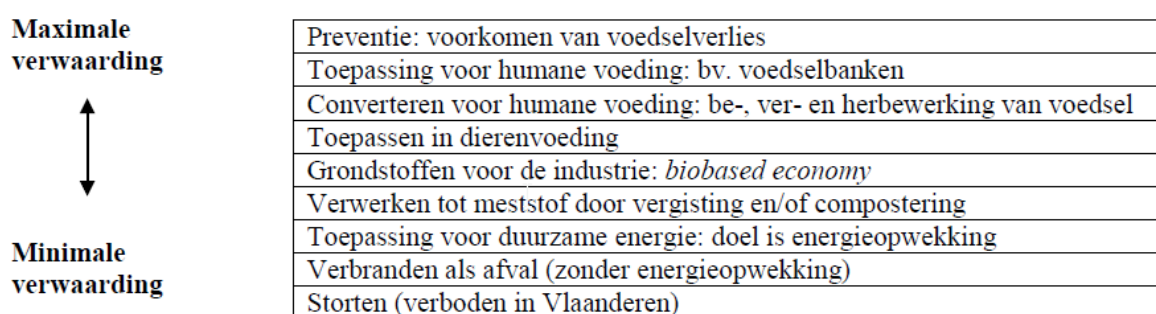 Maximale
verwaarding
Preventie: voorkomen van voedselverlies
Toepassing voor humane voeding: bv. voedselbanken
Converteren voor humane voeding: be-, ver- en herbewerking van voedsel
Toepassen in dierenvoeding
Grondstoffen voor de industrie: biobased economy
Verwerken tot meststof door vergisting en/of compostering
Toepassing voor duurzame energie: doel is energieopwekking
Verbranden als afval (zonder energieopwekking)
Storten (verboden in Vlaanderen)
Minimale
verwaarding